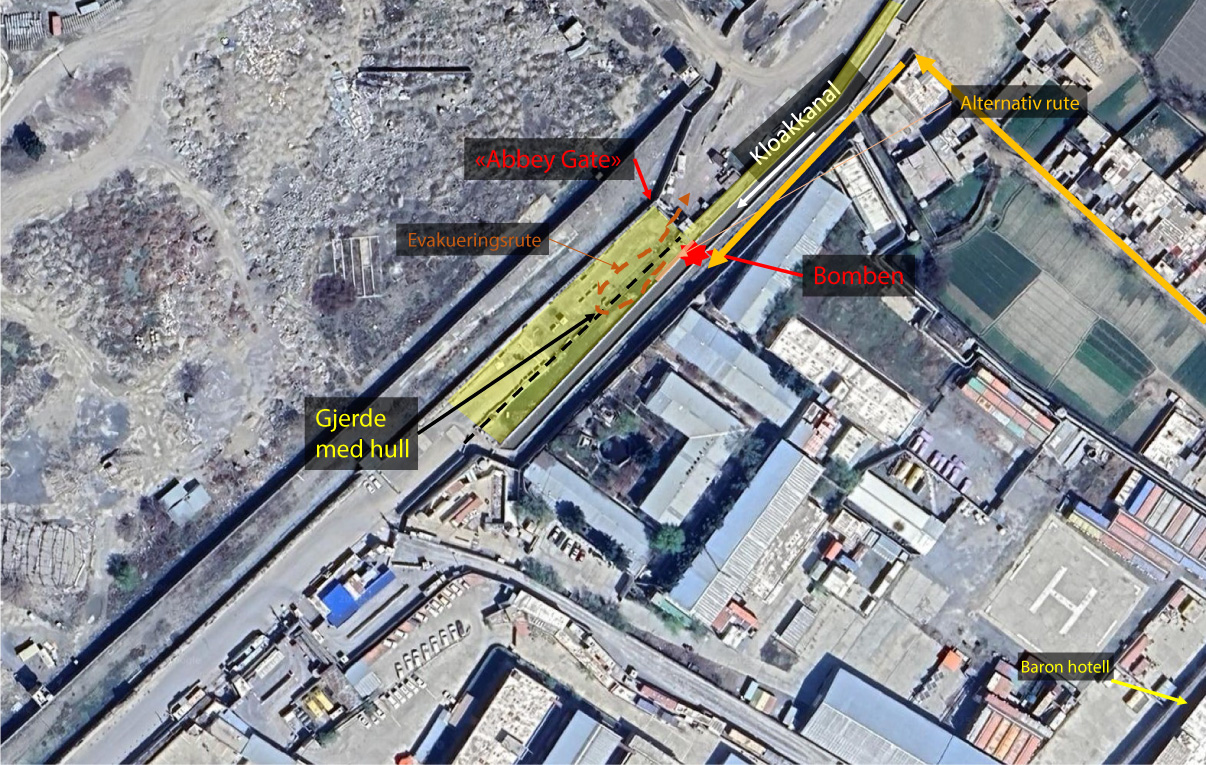 Kloakkanal
Alternativ rute
«Abbey Gate»
Evakueringsrute
Bomben
Gjerde
med hull
H
Baron hotell